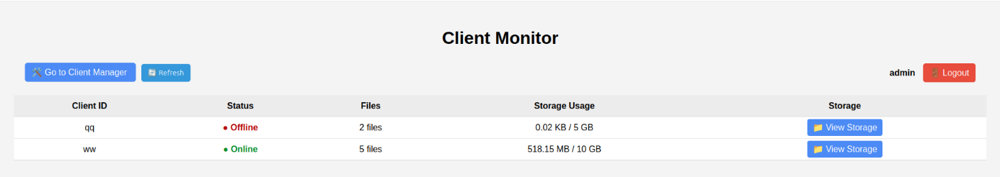 Client Monitor
🛠️ Go to Client Manager 🔄 Refresh admin 🚪 Logout
Client ID Status Files Storage Usage Storage
qq ● Offline 2 files 0.02 KB / 5 GB 📁 View Storage
ww ● Online 5 files 518.15 MB / 10 GB 📁 View Storage